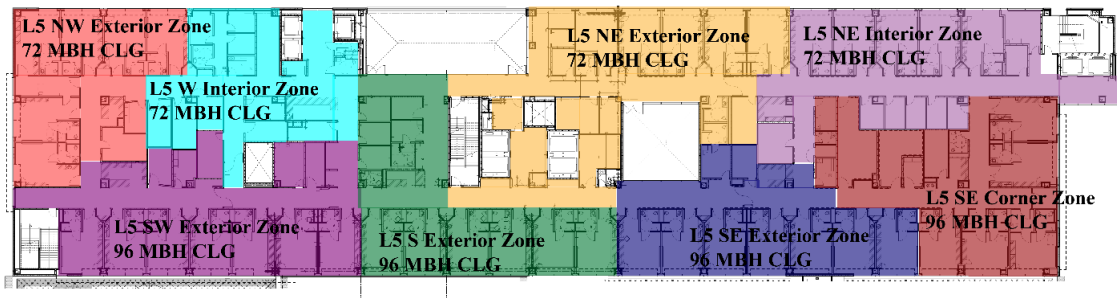 L5 NW Exterior Zone
72 MBH CLG
L5 W Interior Zone
72 MBH CLG
L5 NE Exterior Zone
72 MBH CLG
L5 NE Interior Zone
72 MBH CLG
L5 SW Exterior Zone
96 MBH CLG
L5 S Exterior Zone
96 MBH CLG
L5 SE Exterior Zone
96 MBH CLG
L5 SE Corner Zone
96 MBH CLG